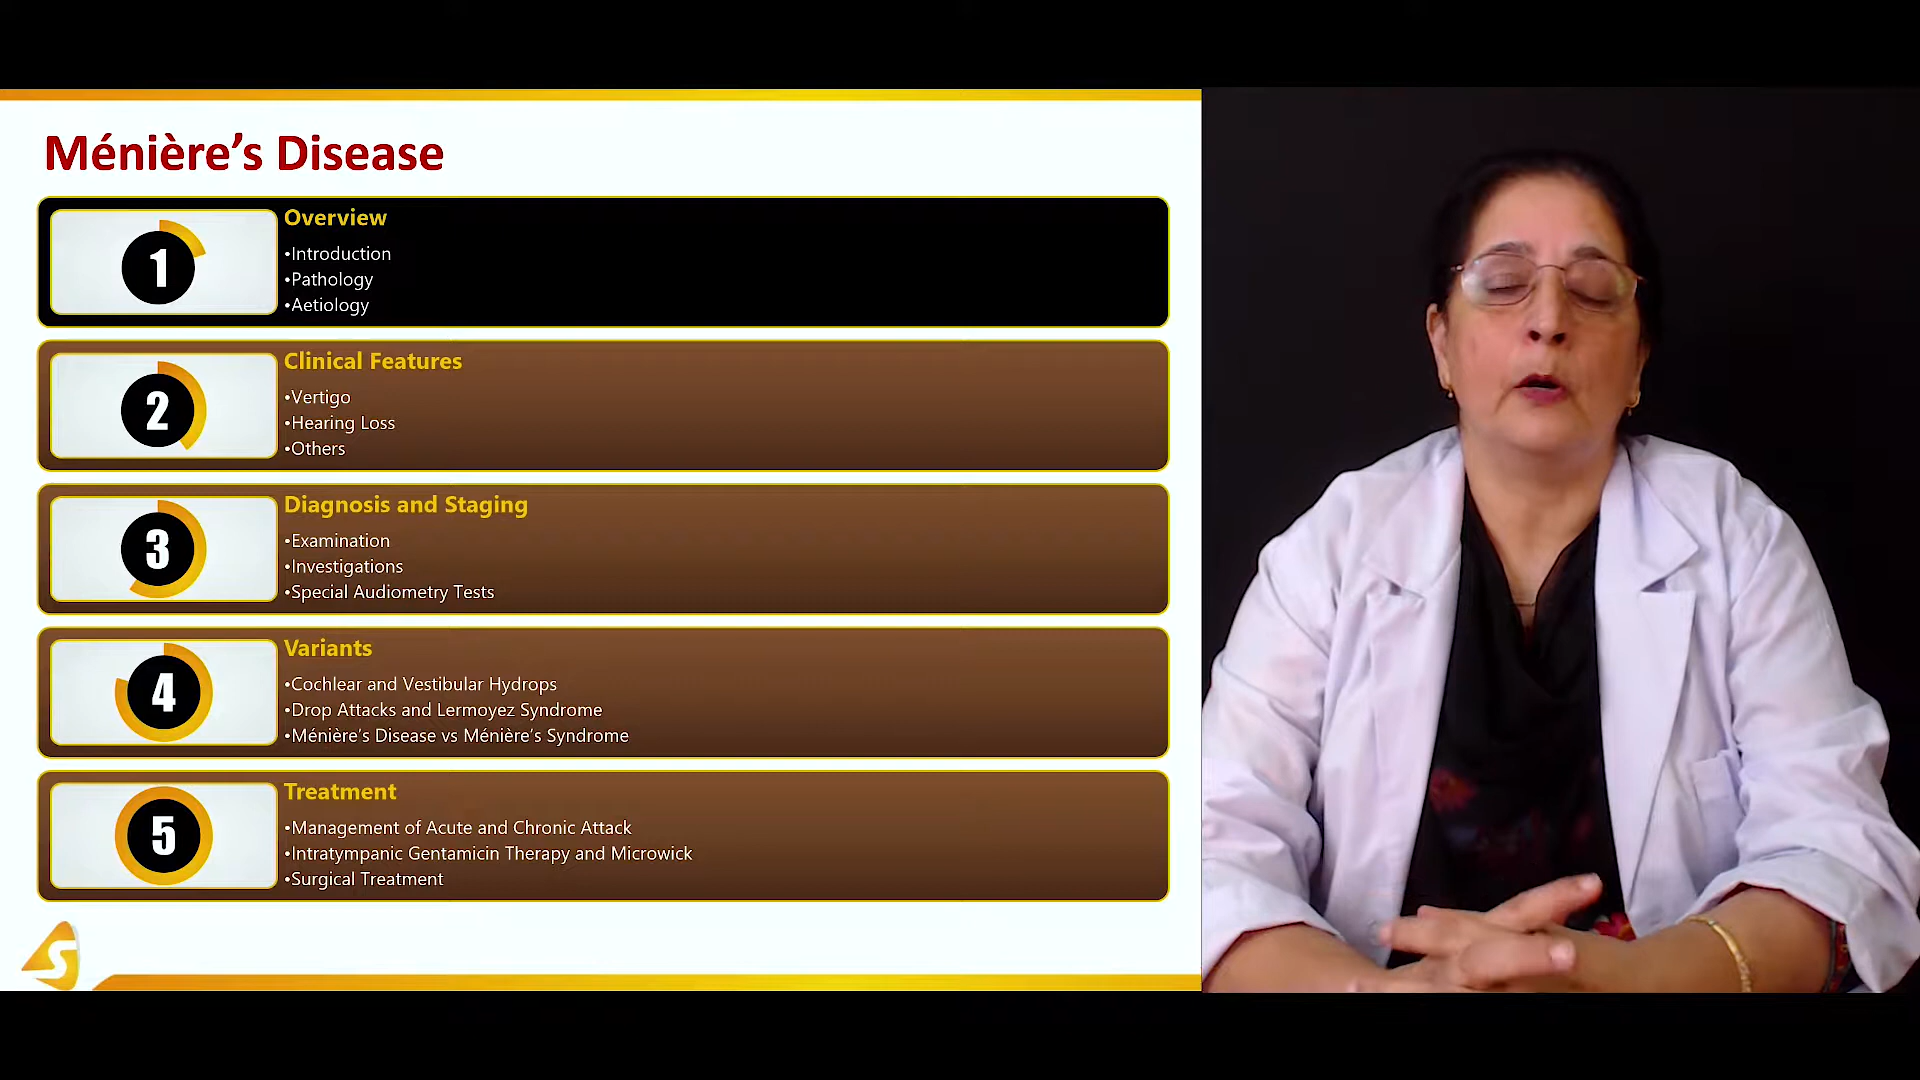 Ménière’s Disease
1
Overview
•Introduction
•Pathology
•Aetiology
2
Clinical Features
•Vertigo
•Hearing Loss
•Others
3
Diagnosis and Staging
•Examination
•Investigations
•Special Audiometry Tests
4
Variants
•Cochlear and Vestibular Hydrops
•Drop Attacks and Lermoyez Syndrome
•Ménière’s Disease vs Ménière’s Syndrome
5
Treatment
•Management of Acute and Chronic Attack
•Intratympanic Gentamicin Therapy and Microwick
•Surgical Treatment
S